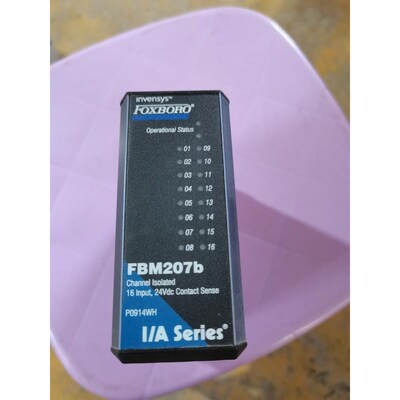 invensys™
FOXBORO®
Operational Status
01 09
02 10
03 11
04 12
05 13
06 14
07 15
08 16
FBM207b
Channel Isolated
16 Input, 24Vdc Contact Sense
P0914WH
I/A Series®